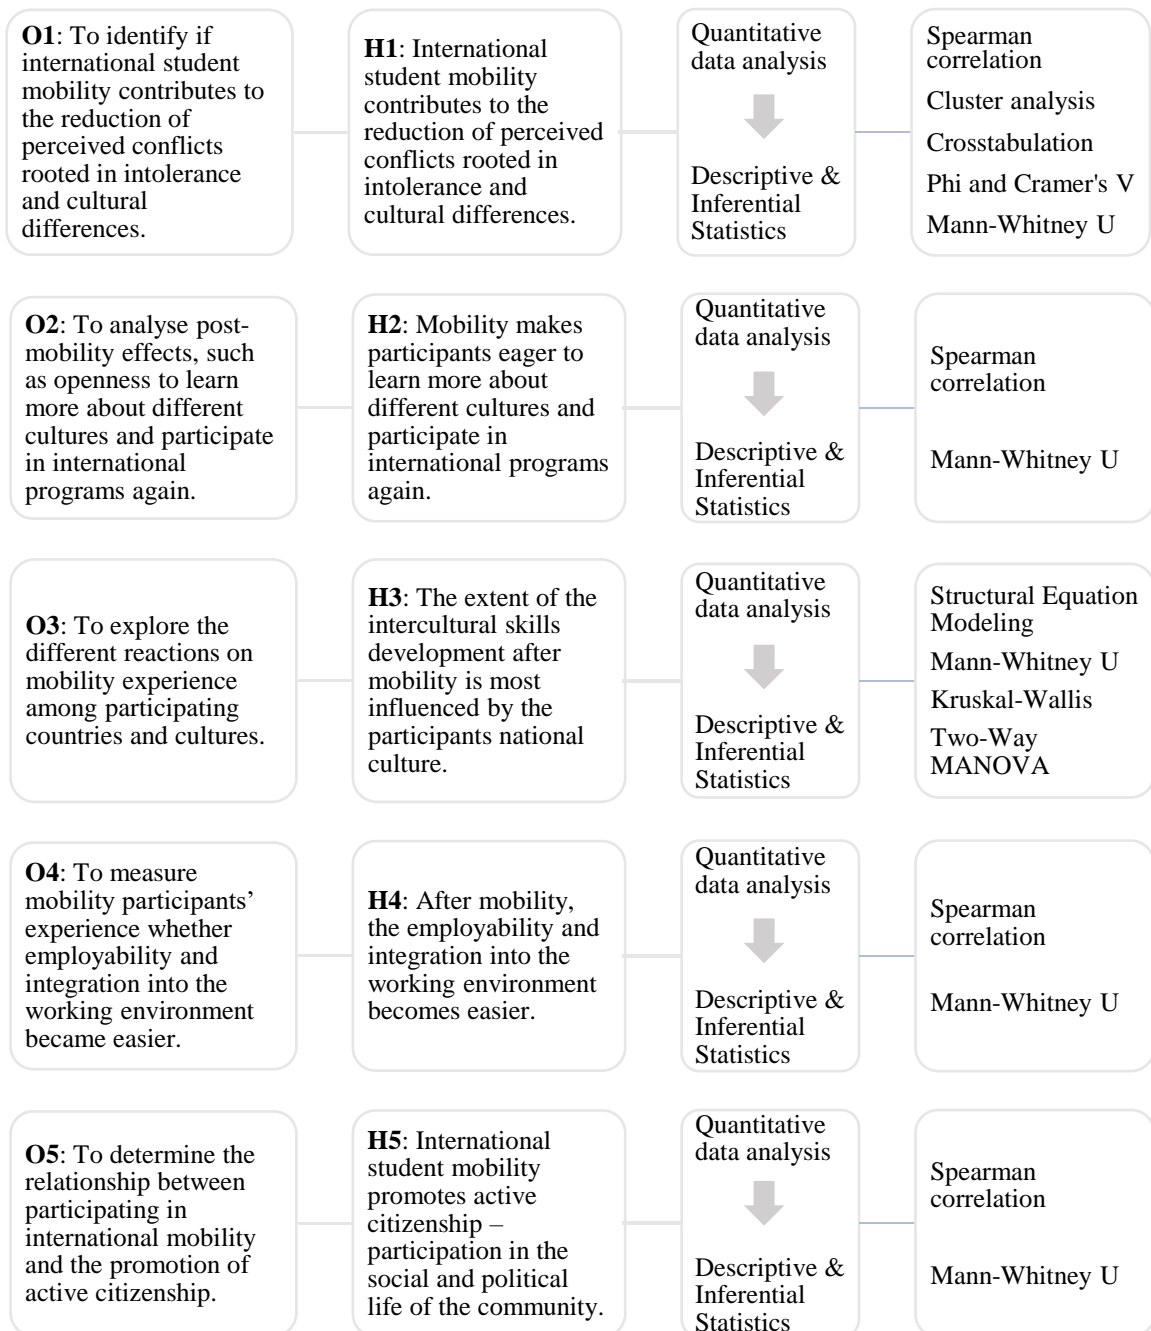 O1: To identify if
international student
mobility contributes to
the reduction of
perceived conflicts
rooted in intolerance
and cultural
differences.
H1: International
student mobility
contributes to the
reduction of perceived
conflicts rooted in
intolerance and
cultural differences.
Quantitative
data analysis
Descriptive &
Inferential
Statistics
Spearman
correlation
Cluster analysis
Crosstabulation
Phi and Cramer's V
Mann-Whitney U
O2: To analyse post-
mobility effects, such
as openness to learn
more about different
cultures and participate
in international
programs again.
H2: Mobility makes
participants eager to
learn more about
different cultures and
participate in
international programs
again.
Quantitative
data analysis
Descriptive &
Inferential
Statistics
Spearman
correlation
Mann-Whitney U
O3: To explore the
different reactions on
mobility experience
among participating
countries and cultures.
H3: The extent of the
intercultural skills
development after
mobility is most
influenced by the
participants national
culture.
Quantitative
data analysis
Descriptive &
Inferential
Statistics
Structural Equation
Modeling
Mann-Whitney U
Kruskal-Wallis
Two-Way
MANOVA
O4: To measure
mobility participants’
experience whether
employability and
integration into the
working environment
became easier.
H4: After mobility,
the employability and
integration into the
working environment
becomes easier.
Quantitative
data analysis
Descriptive &
Inferential
Statistics
Spearman
correlation
Mann-Whitney U
O5: To determine the
relationship between
participating in
international mobility
and the promotion of
active citizenship.
H5: International
student mobility
promotes active
citizenship –
participation in the
social and political
life of the community.
Quantitative
data analysis
Descriptive &
Inferential
Statistics
Spearman
correlation
Mann-Whitney U